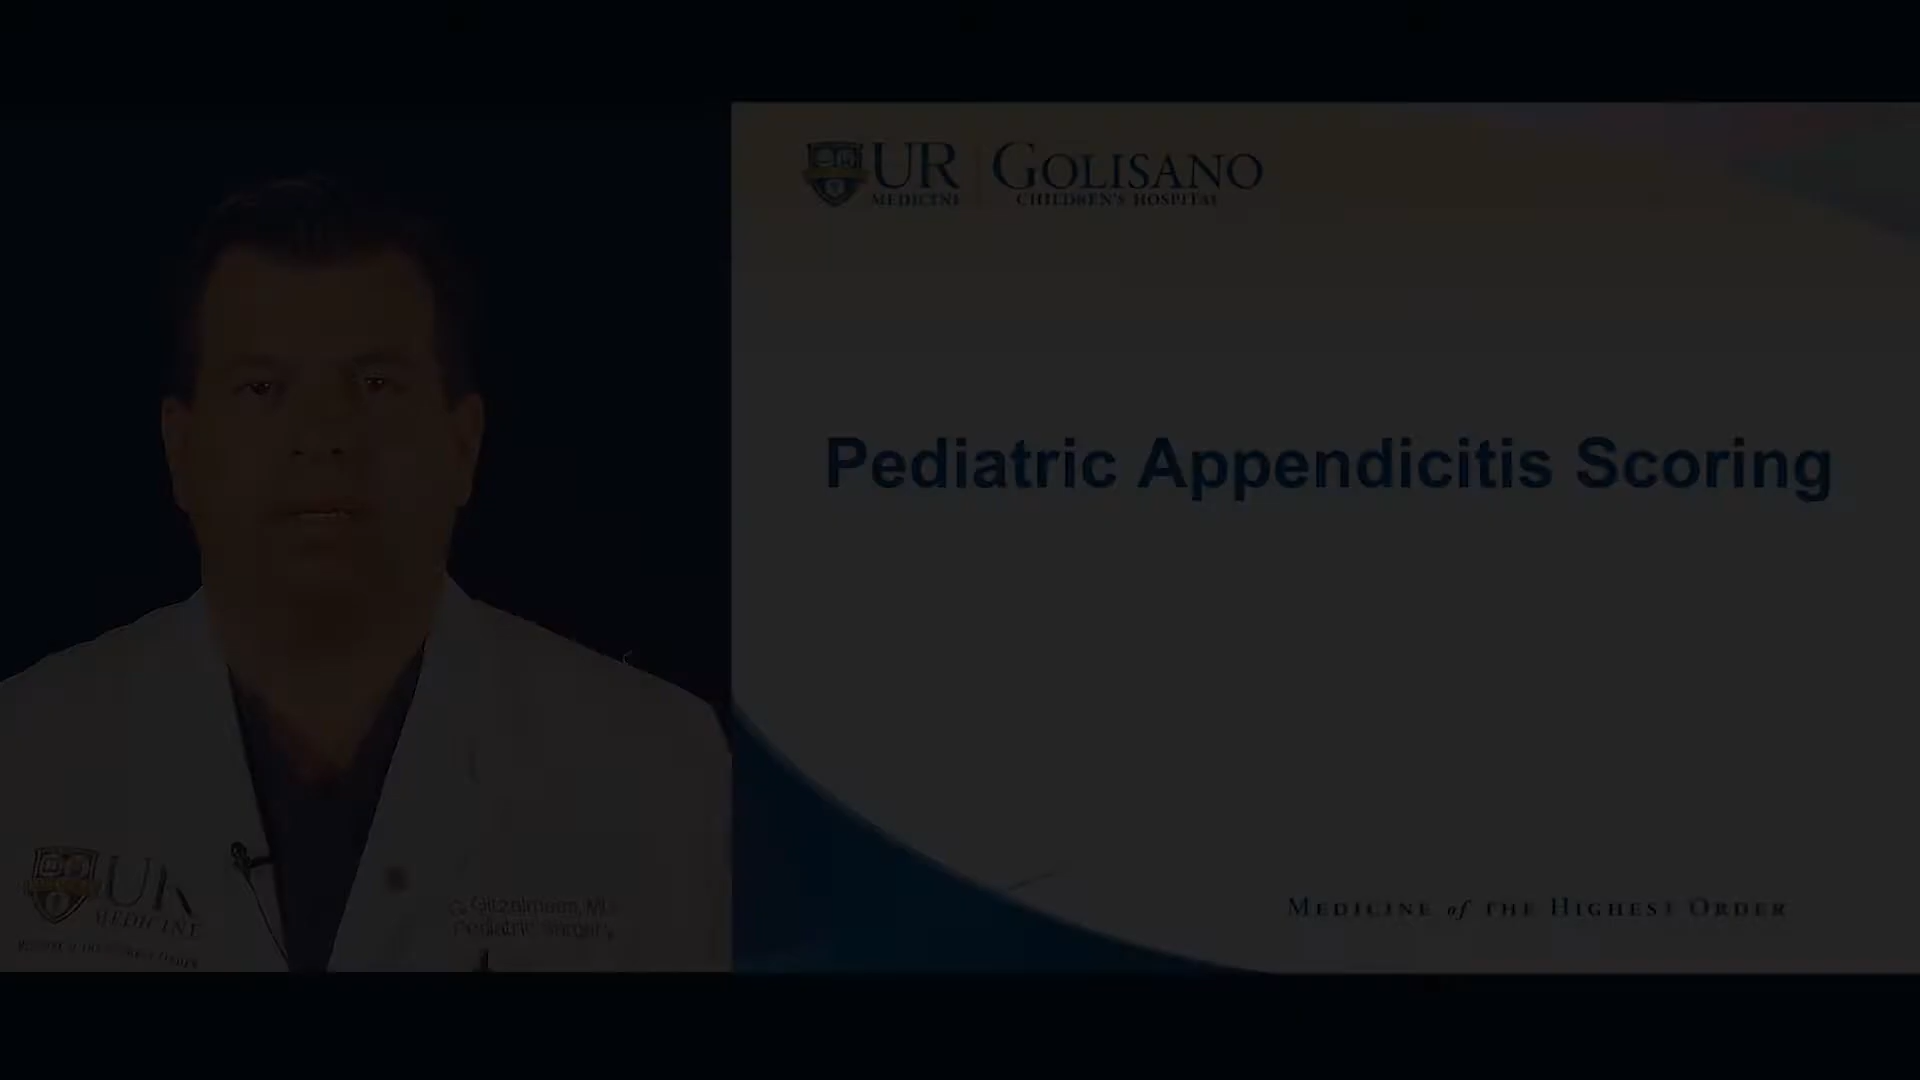 UR
MEDICINE
GOLISANO
CHILDREN'S HOSPITAL
Pediatric Appendicitis Scoring
MEDICINE of THE HIGHEST ORDER
UR
MEDICINE
Pediatric Surgery